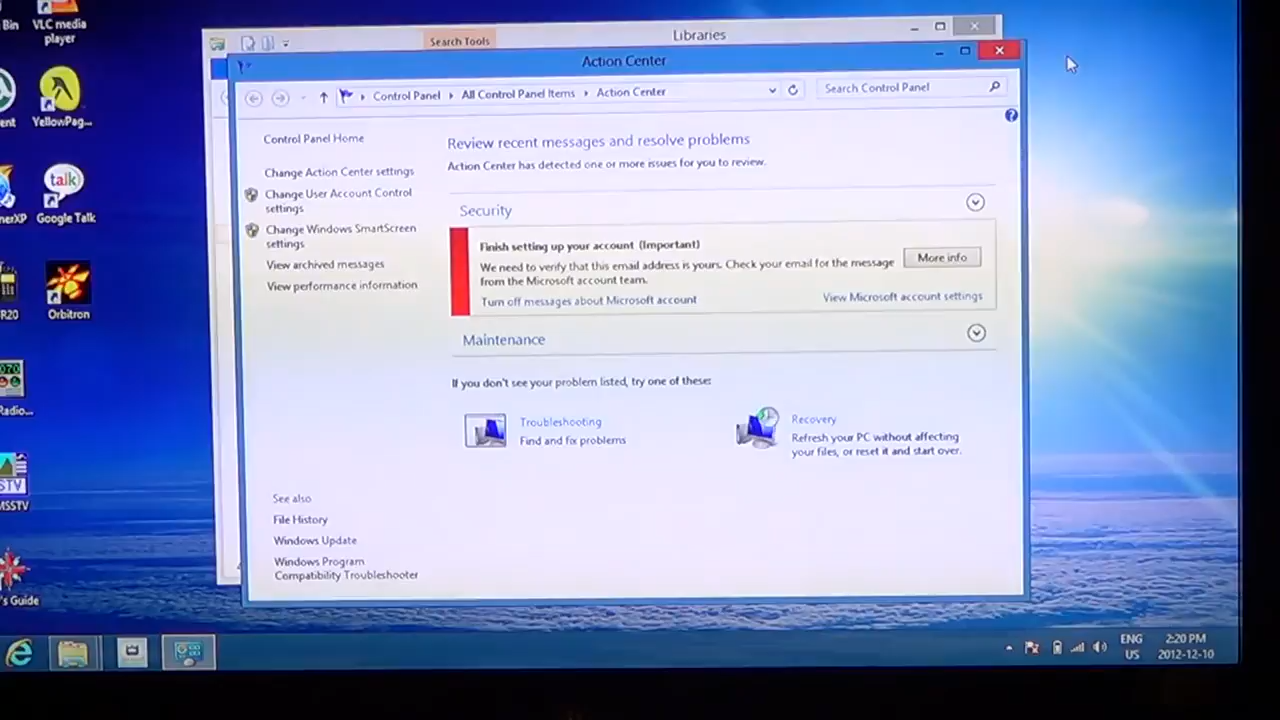 Bin
VLC media
player
YellowPag...
Google Talk
talk
Orbitron
R20
Radio...
MSSTV
's Guide
Search Tools
Libraries
Action Center
Control Panel
All Control Panel Items
Action Center
Search Control Panel
Control Panel Home
Change Action Center settings
Change User Account Control
settings
Change Windows SmartScreen
settings
View archived messages
View performance information
See also
File History
Windows Update
Windows Program
Compatibility Troubleshooter
Review recent messages and resolve problems
Action Center has detected one or more issues for you to review.
Security
Finish setting up your account (Important)
We need to verify that this email address is yours. Check your email for the message
from the Microsoft account team.
More info
Turn off messages about Microsoft account
View Microsoft account settings
Maintenance
If you don't see your problem listed, try one of these:
Troubleshooting
Find and fix problems
Recovery
Refresh your PC without affecting
your files, or reset it and start over.
ENG
US
2:20 PM
2012-12-10